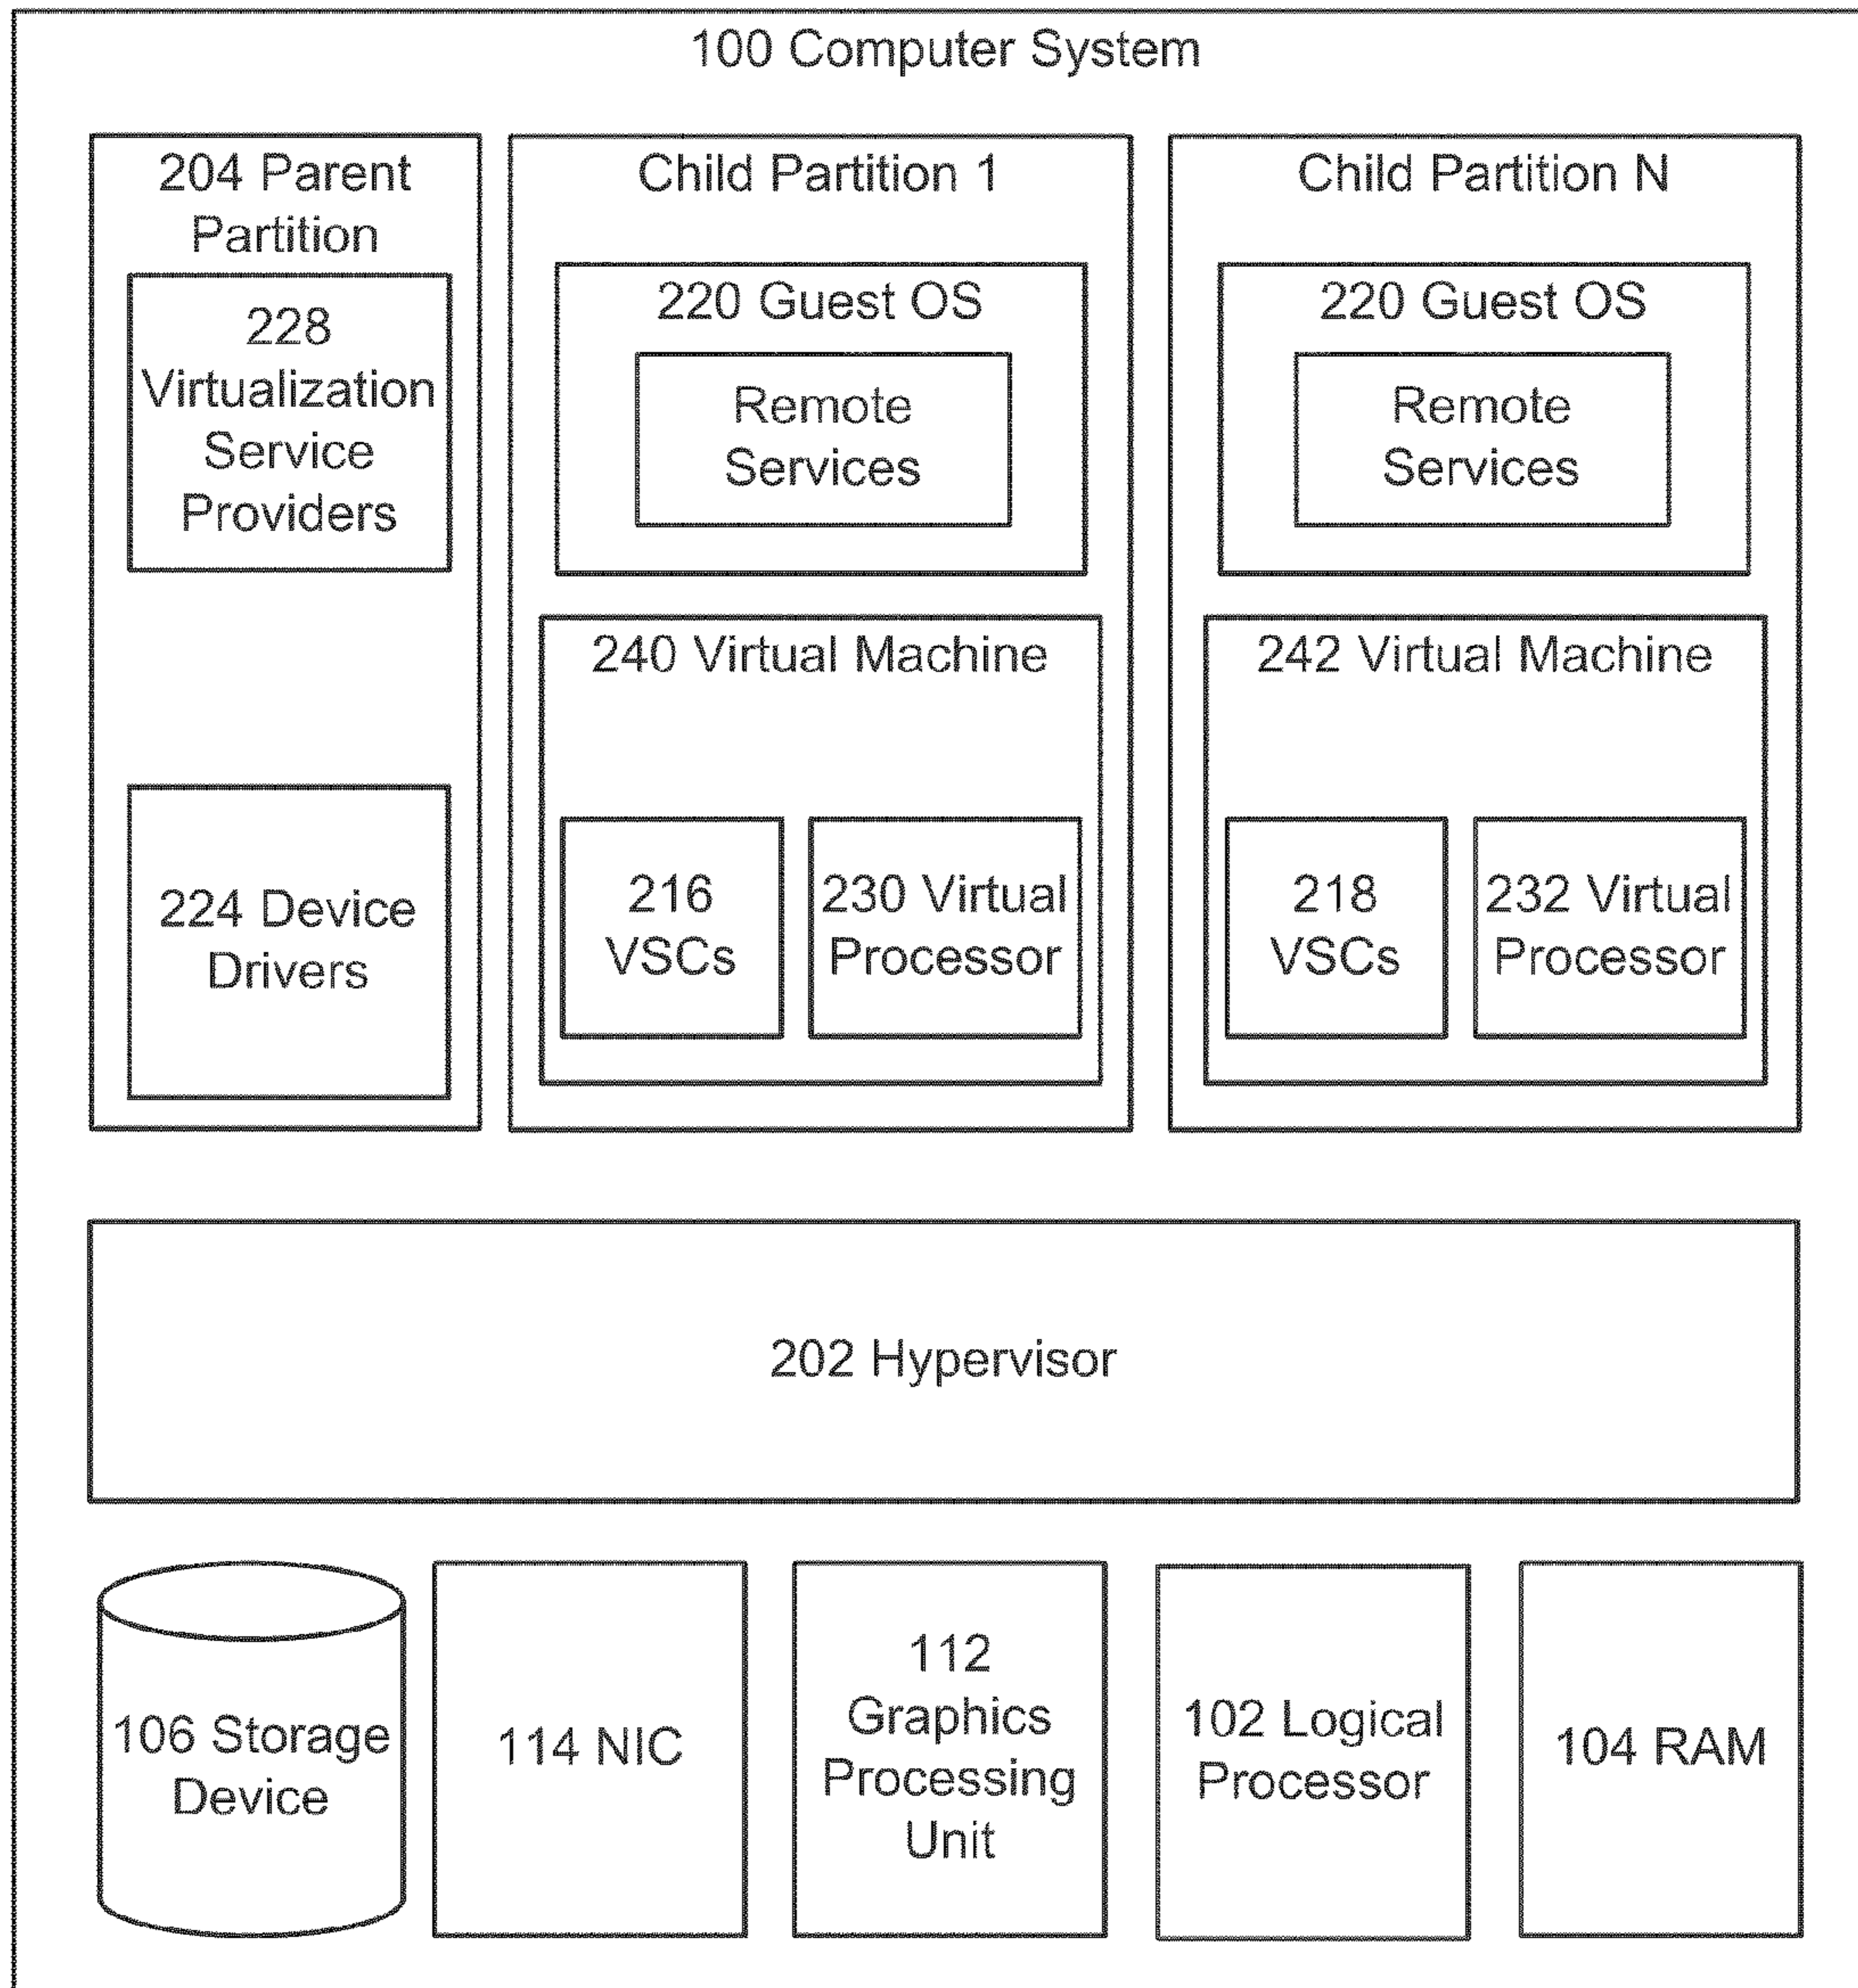 100 Computer System
204 Parent
Partition
228
Virtualization
Service
Providers
224 Device
Drivers
Child Partition 1
220 Guest OS
Remote
Services
240 Virtual Machine
216
VSCs
230 Virtual
Processor
Child Partition N
220 Guest OS
Remote
Services
242 Virtual Machine
218
VSCs
232 Virtual
Processor
202 Hypervisor
106 Storage
Device
114 NIC
112
Graphics
Processing
Unit
102 Logical
Processor
104 RAM